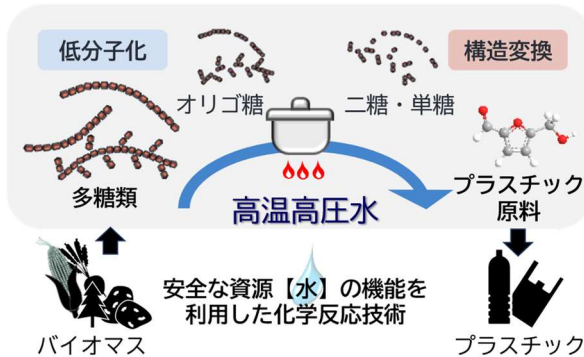 低分子化
構造変換
オリゴ糖
二糖・単糖
多糖類
高温高圧水
プラスチック
原料
安全な資源【水】の機能を
利用した化学反応技術
バイオマス
プラスチック